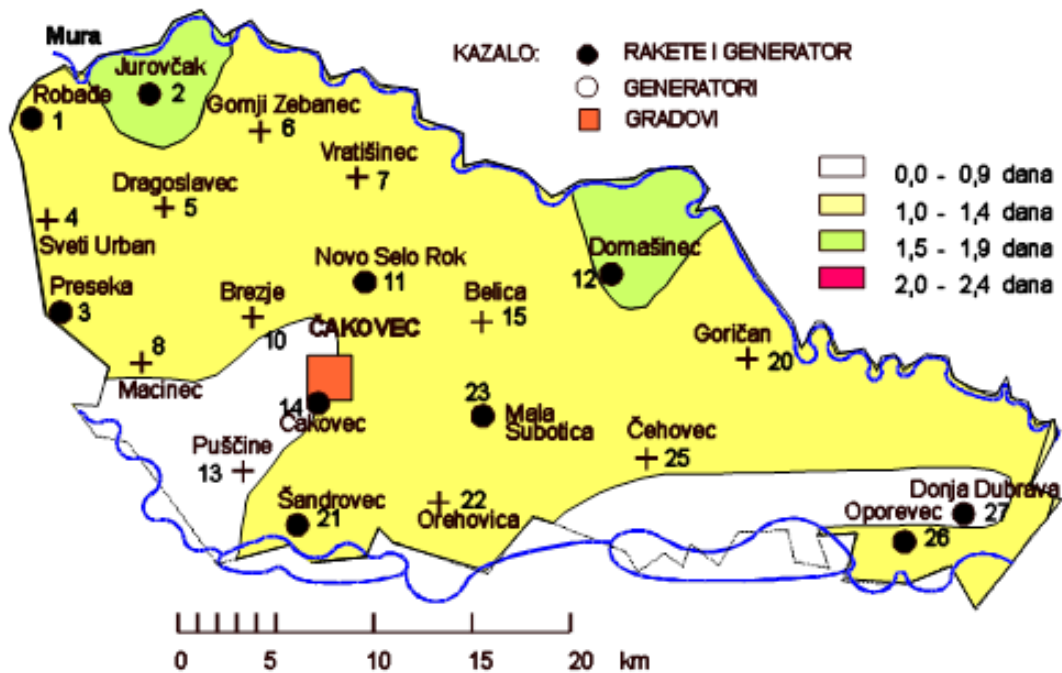 Mura
KAZALO:
RAKETE I GENERATOR
GENERATORI
GRADOVI
0,0 - 0,9 dana
1,0 - 1,4 dana
1,5 - 1,9 dana
2,0 - 2,4 dana
Jurovčak
2
Robađe
1
Gornji Zebanec
6
Vratišinec
7
Dragoslavec
5
4
Sveti Urban
Domašinec
12
Novo Selo Rok
11
Preseka
3
Brezje
10
Belica
15
ČAKOVEC
Goričan
20
8
Macinec
14
Čakovec
23
Mala
Subotica
Čehovec
25
Puščine
13
Šandrovec
21
22
Orehovica
Donja Dubrava
27
Oporevec
26
0 5 10 15 20 km